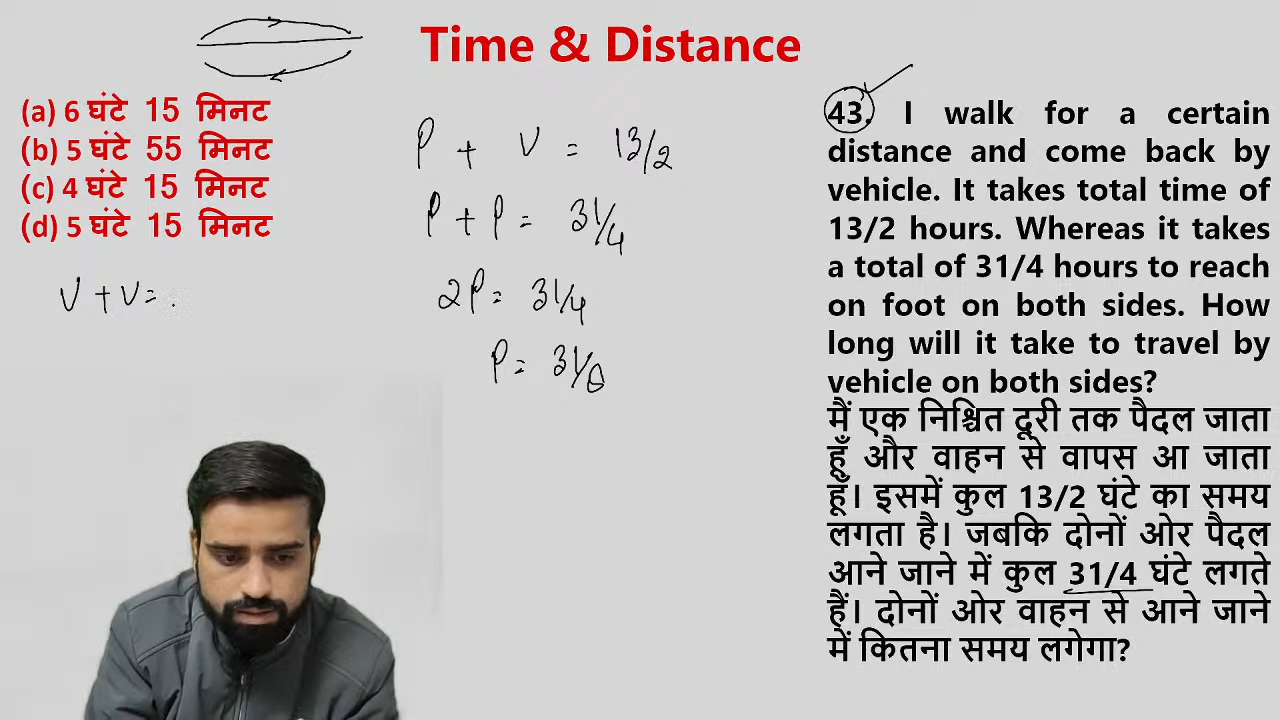 Time & Distance
(a) 6 घंटे 15 मिनट
(b) 5 घंटे 55 मिनट
(c) 4 घंटे 15 मिनट
(d) 5 घंटे 15 मिनट
V + V =
P + V = 13/2
P + P = 31/4
2P = 31/4
P = 31/8
43. I walk for a certain
distance and come back by
vehicle. It takes total time of
13/2 hours. Whereas it takes
a total of 31/4 hours to reach
on foot on both sides. How
long will it take to travel by
vehicle on both sides?
मैं एक निश्चित दूरी तक पैदल जाता
हूँ और वाहन से वापस आ जाता
हूँ। इसमें कुल 13/2 घंटे का समय
लगता है। जबकि दोनों ओर पैदल
आने जाने में कुल 31/4 घंटे लगते
हैं। दोनों ओर वाहन से आने जाने
में कितना समय लगेगा?